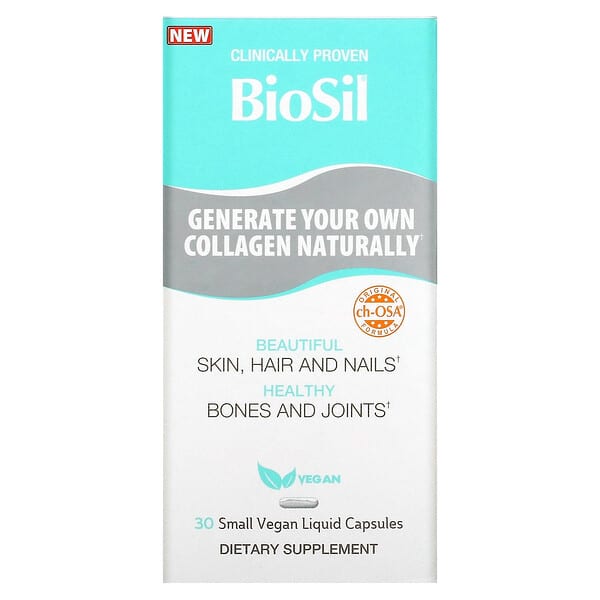 NEW
CLINICALLY PROVEN
BioSil
GENERATE YOUR OWN
COLLAGEN NATURALLY†
ORIGINAL
ch-OSA®
FORMULA
BEAUTIFUL
SKIN, HAIR AND NAILS†
HEALTHY
BONES AND JOINTS†
VEGAN
30 Small Vegan Liquid Capsules
DIETARY SUPPLEMENT